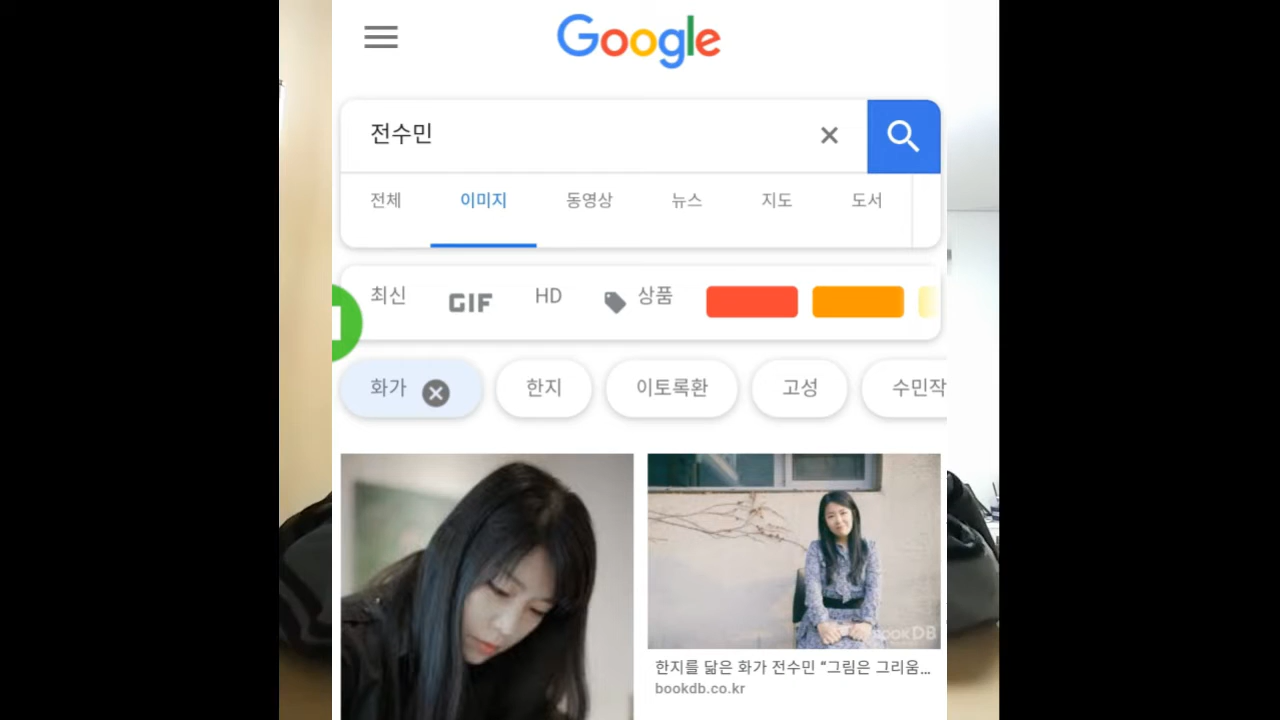 Google
전수민
전체 이미지 동영상 뉴스 지도 도서
최신 GIF HD 상품
화가 한지 이토록환 고성 수민작
BOOKDB
한지를 닮은 화가 전수민 “그림은 그리움...
bookdb.co.kr